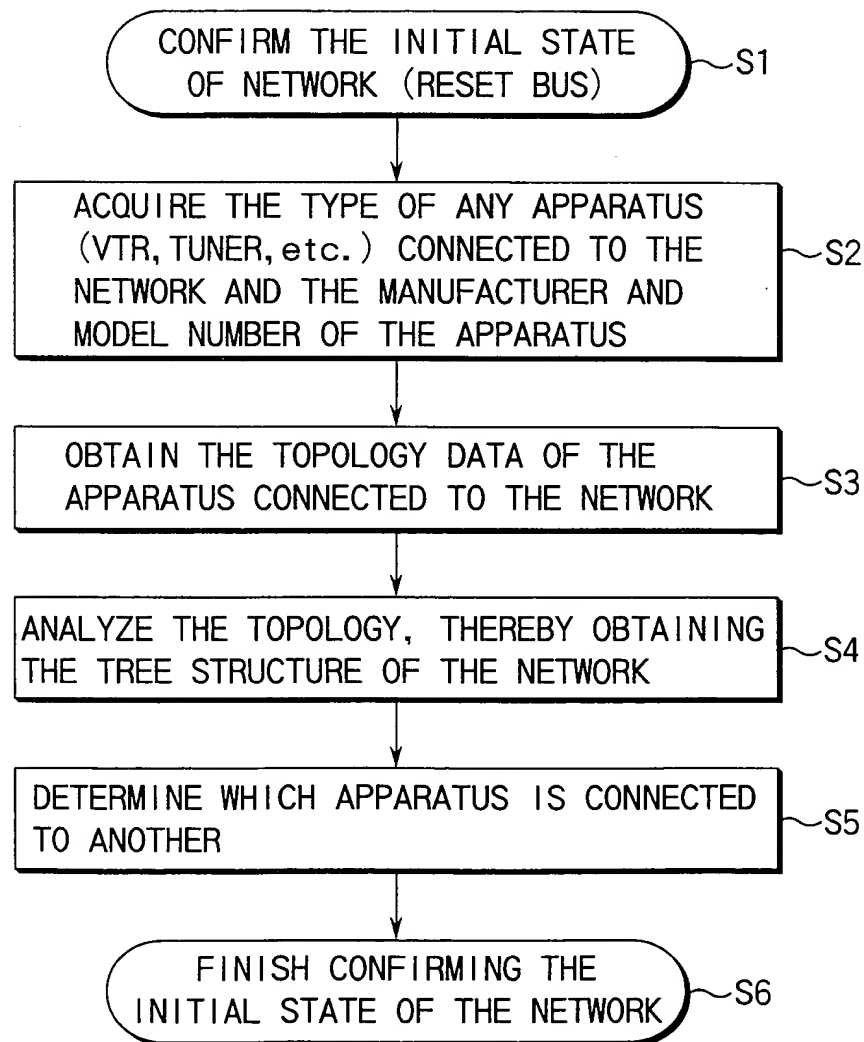 CONFIRM THE INITIAL STATE
OF NETWORK (RESET BUS)
S1
ACQUIRE THE TYPE OF ANY APPARATUS
(VTR, TUNER, etc.) CONNECTED TO THE
NETWORK AND THE MANUFACTURER AND
MODEL NUMBER OF THE APPARATUS
S2
OBTAIN THE TOPOLOGY DATA OF THE
APPARATUS CONNECTED TO THE NETWORK
S3
ANALYZE THE TOPOLOGY, THEREBY OBTAINING
THE TREE STRUCTURE OF THE NETWORK
S4
DETERMINE WHICH APPARATUS IS CONNECTED
TO ANOTHER
S5
FINISH CONFIRMING THE
INITIAL STATE OF THE NETWORK
S6